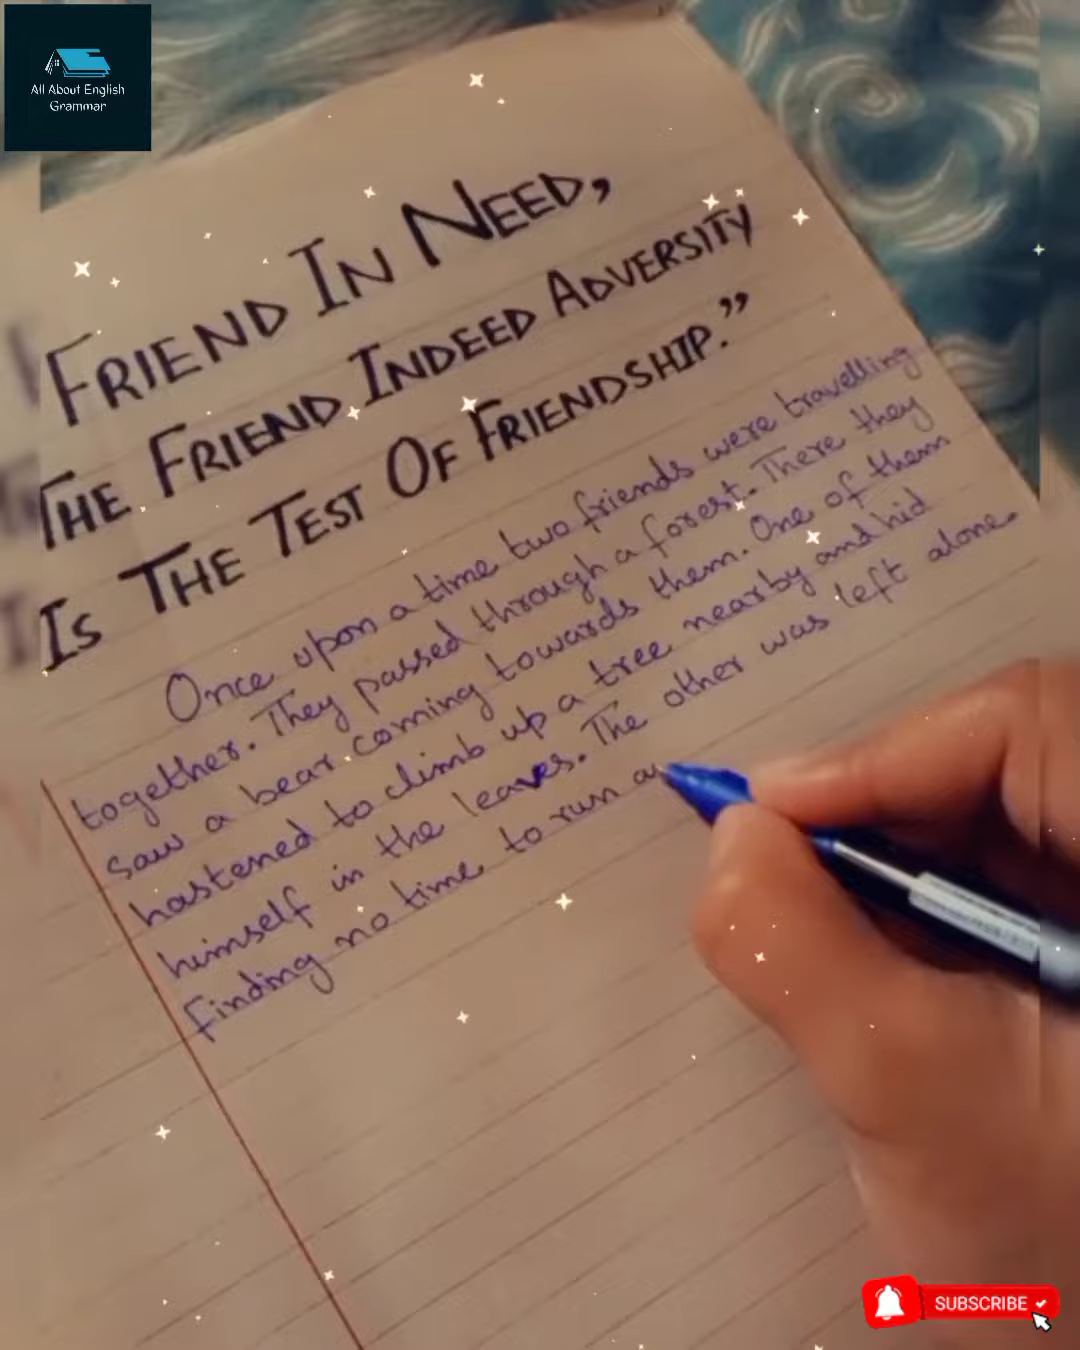 All About English
Grammar
FRIEND IN NEED,
THE FRIEND INDEED ADVERSITY
IS THE TEST OF FRIENDSHIP."
Once upon a time two friends were travelling
together. They passed through a forest. There they
saw a bear coming towards them. One of them
hastened to climb up a tree nearby and hid
himself in the leaves. The other was left alone.
Finding no time to run
SUBSCRIBE